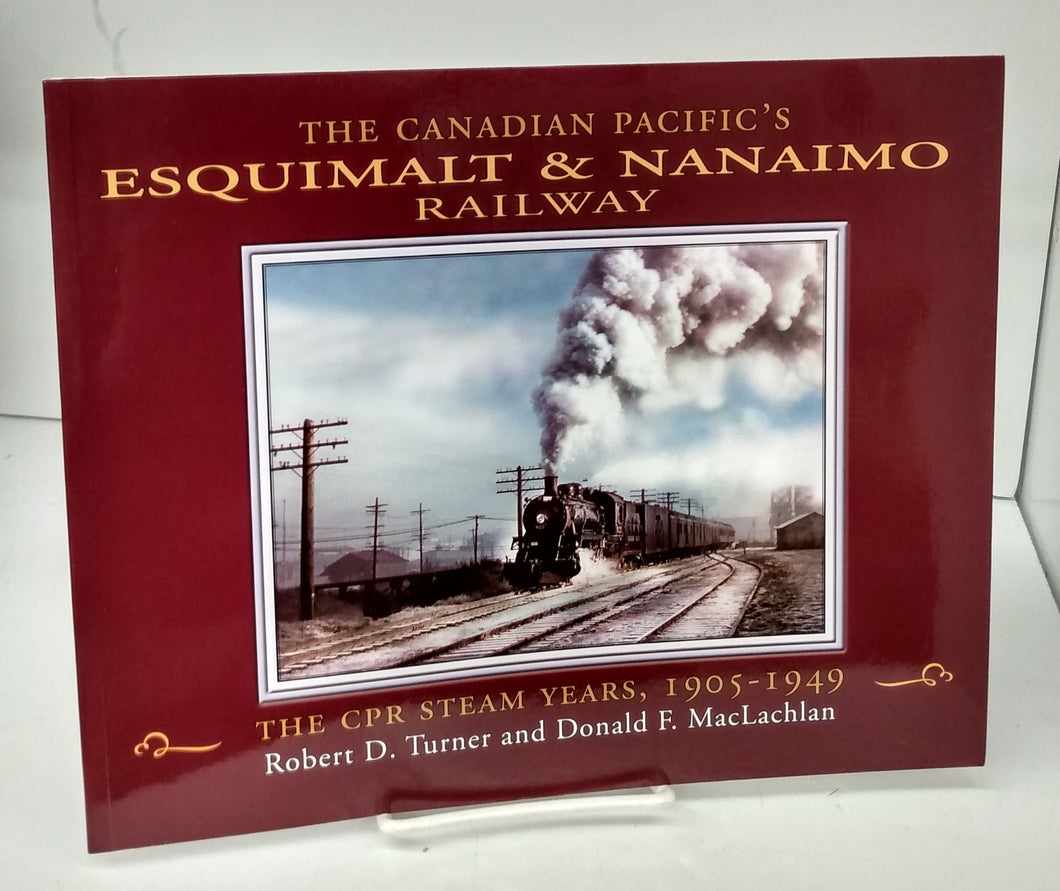 THE CANADIAN PACIFIC'S
ESQUIMALT & NANAIMO
RAILWAY
THE CPR STEAM YEARS, 1905-1949
Robert D. Turner and Donald F. MacLachlan